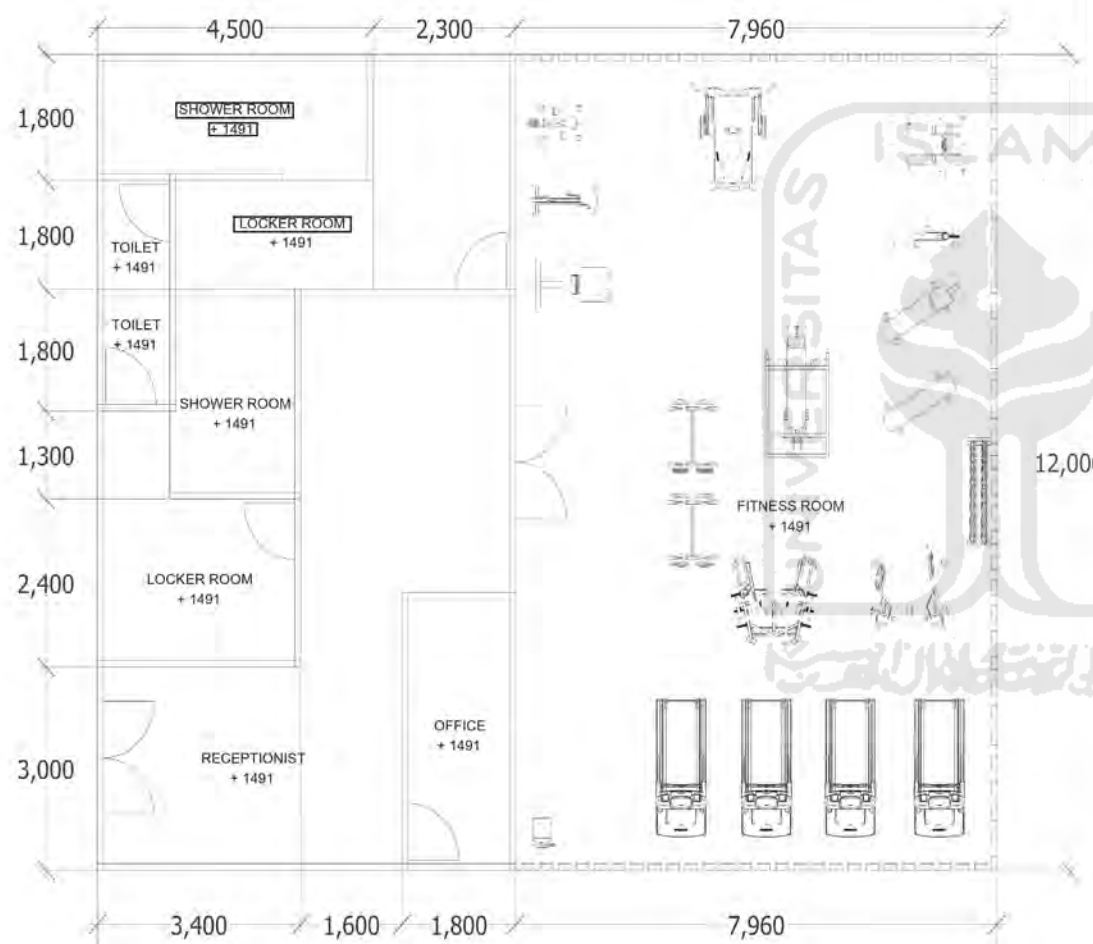 4,500
2,300
7,960
1,800
SHOWER ROOM
+ 1491
1,800
TOILET
+ 1491
LOCKER ROOM
+ 1491
1,800
TOILET
+ 1491
SHOWER ROOM
+ 1491
1,300
12,000
FITNESS ROOM
+ 1491
2,400
LOCKER ROOM
+ 1491
3,000
RECEPTIONIST
+ 1491
OFFICE
+ 1491
3,400
1,600
1,800
7,960
ISLAM
UNIVERSITAS